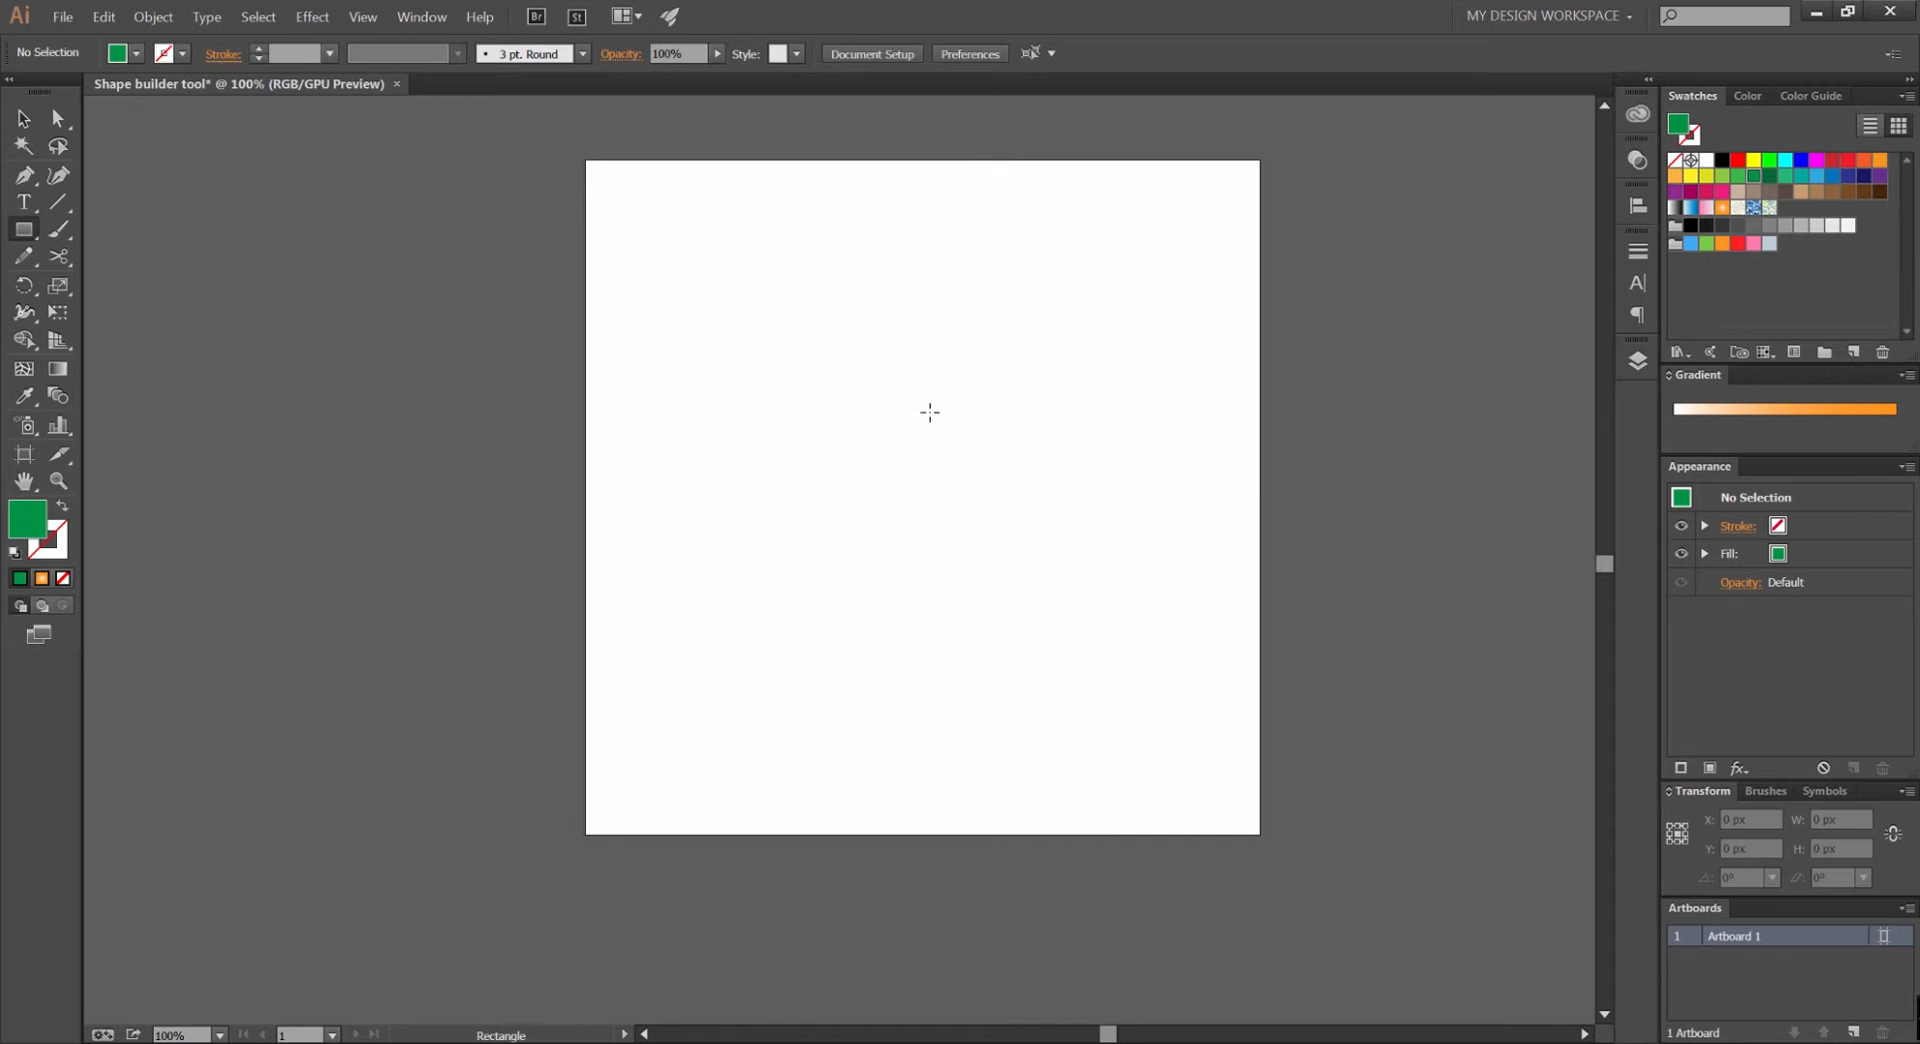 Ai File Edit Object Type Select Effect View Window Help Br St MY DESIGN WORKSPACE
No Selection Stroke: 3 pt. Round Opacity: 100% Style: Document Setup Preferences
Shape builder tool* @ 100% (RGB/GPU Preview) ×
Swatches Color Color Guide
Gradient
Appearance
No Selection
Stroke:
Fill:
Opacity: Default
fx
Transform Brushes Symbols
X: 0 px W: 0 px
Y: 0 px H: 0 px
0° 0°
Artboards
1 Artboard 1
100% 1 Rectangle
1 Artboard